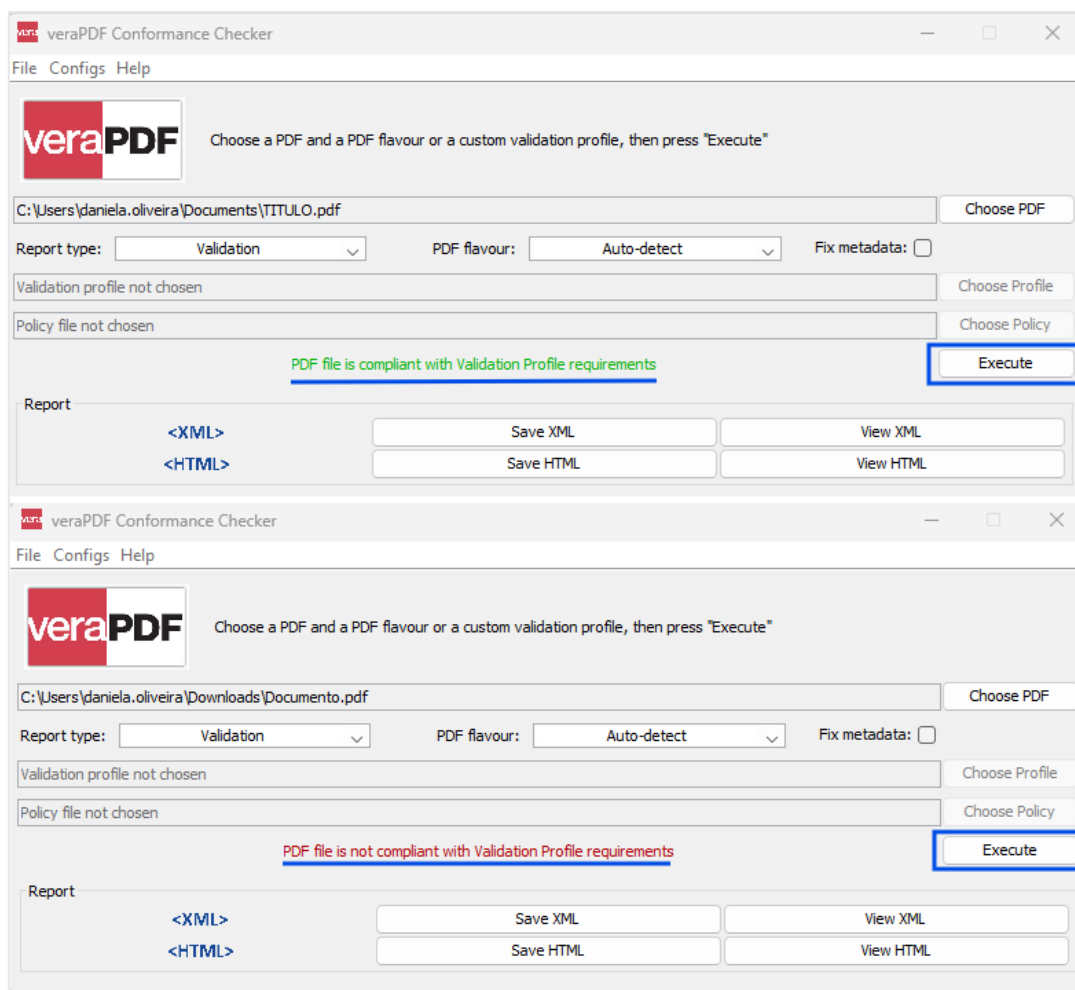 veraPDF Conformance Checker
File Configs Help
veraPDF Choose a PDF and a PDF flavour or a custom validation profile, then press "Execute"
C:\Users\daniela.oliveira\Documents\TITULO.pdf Choose PDF
Report type: Validation PDF flavour: Auto-detect Fix metadata:
Validation profile not chosen Choose Profile
Policy file not chosen Choose Policy
PDF file is compliant with Validation Profile requirements Execute
Report
<XML> Save XML View XML
<HTML> Save HTML View HTML
veraPDF Conformance Checker
File Configs Help
veraPDF Choose a PDF and a PDF flavour or a custom validation profile, then press "Execute"
C:\Users\daniela.oliveira\Downloads\Documento.pdf Choose PDF
Report type: Validation PDF flavour: Auto-detect Fix metadata:
Validation profile not chosen Choose Profile
Policy file not chosen Choose Policy
PDF file is not compliant with Validation Profile requirements Execute
Report
<XML> Save XML View XML
<HTML> Save HTML View HTML